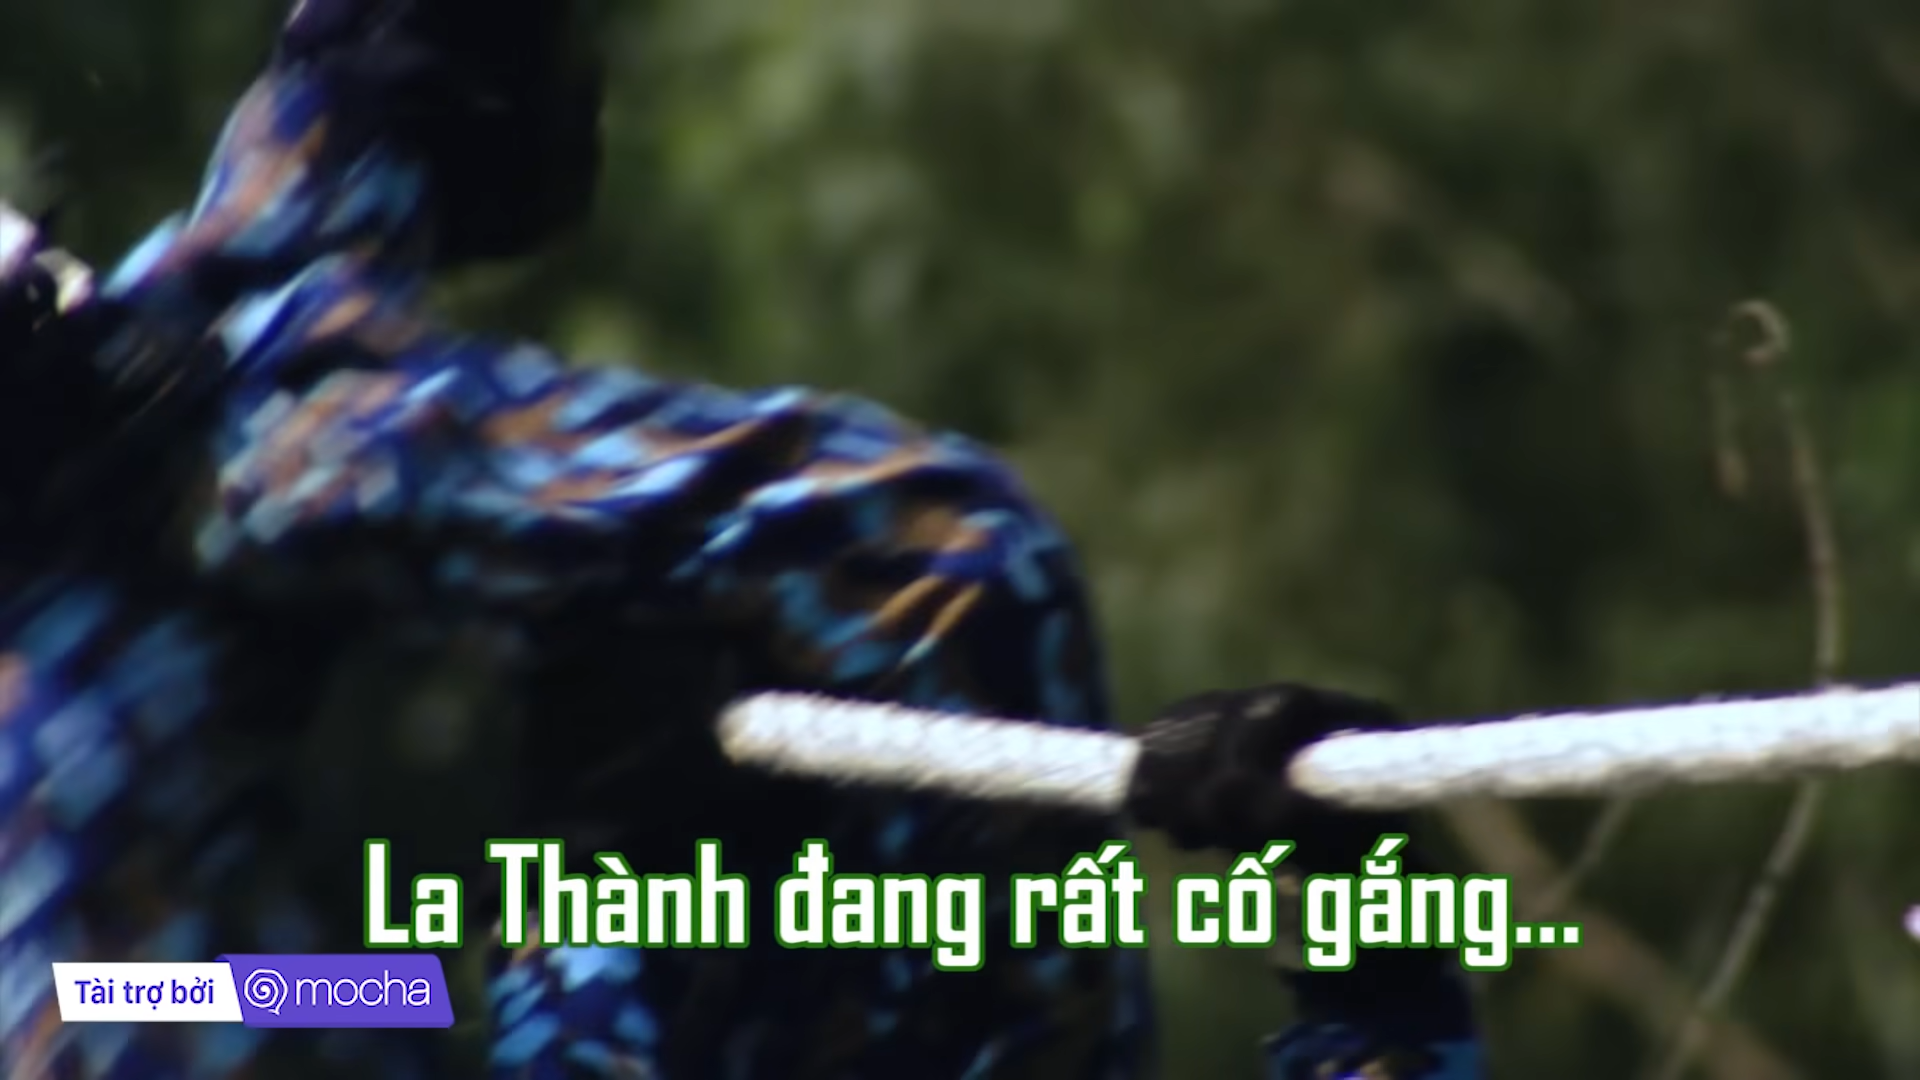 La Thành đang rất cố gắng...
Tài trợ bởi mocha